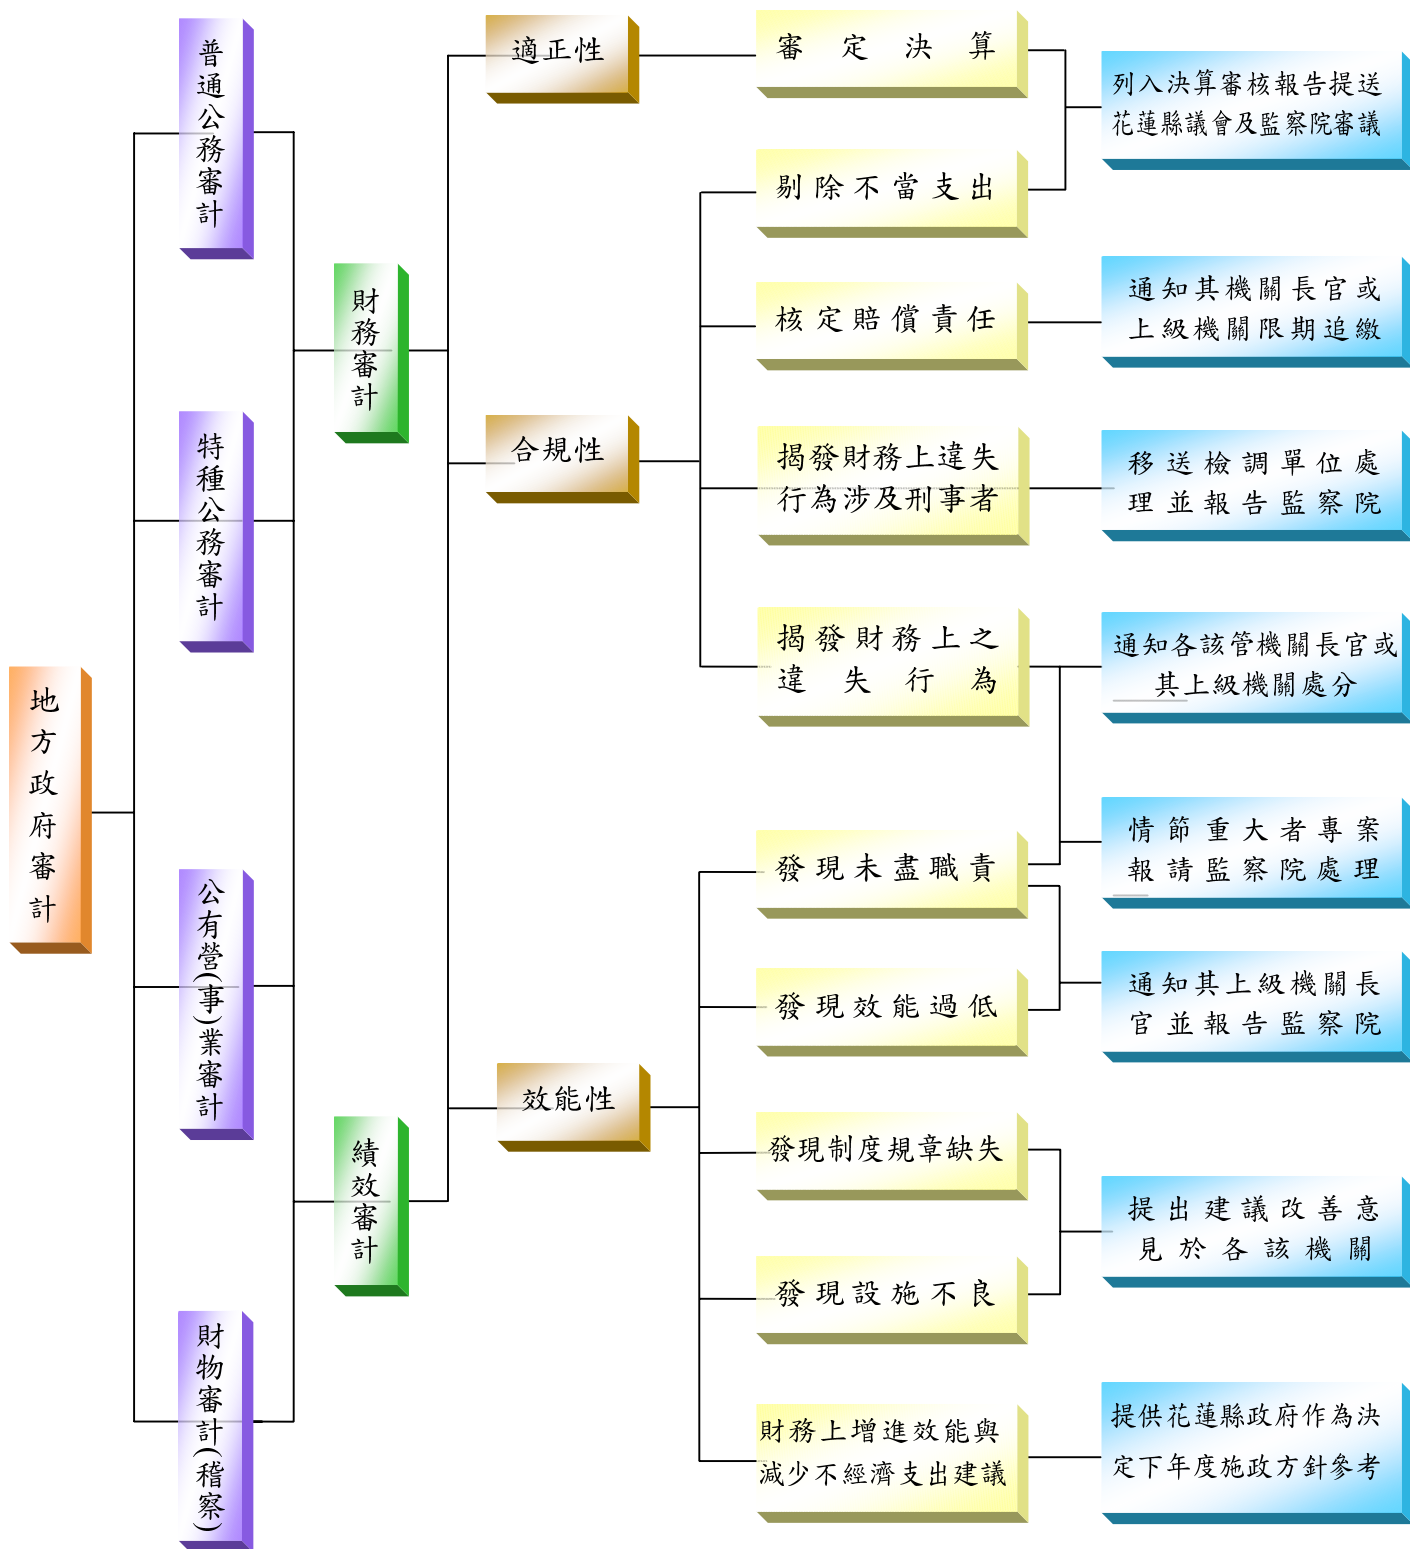 地方政府審計
普通公務審計
特種公務審計
公有營(事)業審計
財物審計(稽察)
財務審計
績效審計
適正性
合規性
效能性
審定決算
剔除不當支出
核定賠償責任
揭發財務上違失
行為涉及刑事者
揭發財務上之
違失行為
發現未盡職責
發現效能過低
發現制度規章缺失
發現設施不良
財務上增進效能與
減少不經濟支出建議
列入決算審核報告提送
花蓮縣議會及監察院審議
通知其機關長官或
上級機關限期追繳
移送檢調單位處
理並報告監察院
通知各該管機關長官或
其上級機關處分
情節重大者專案
報請監察院處理
通知其上級機關長
官並報告監察院
提出建議改善意
見於各該機關
提供花蓮縣政府作為決
定下年度施政方針參考